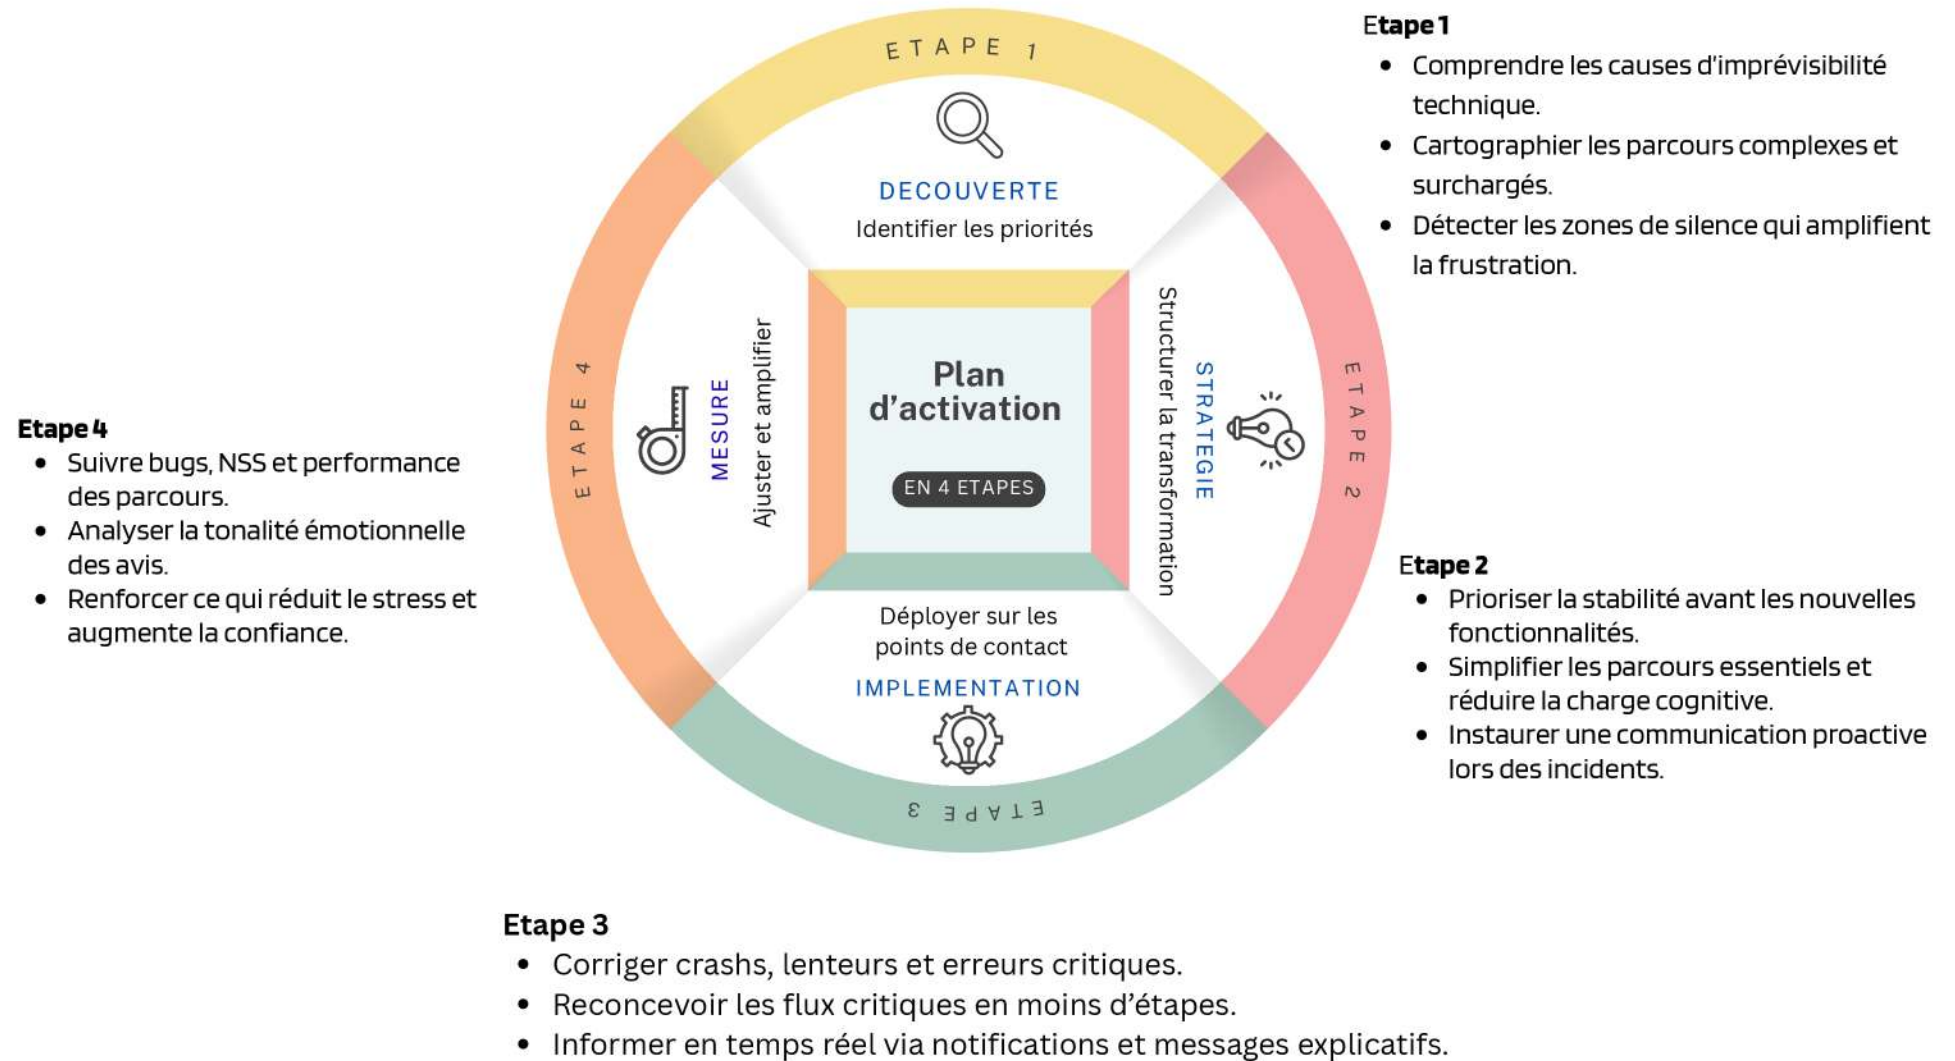 ETAPE 1
DECOUVERTE
Identifier les priorités
Plan
d'activation
EN 4 ETAPES
Structurer la transformation
STRATEGIE
ETAPE 2
Déployer sur les
points de contact
IMPLEMENTATION
ETAPE 3
ETAPE 4
MESURE
Ajuster et amplifier
Etape 1
• Comprendre les causes d'imprévisibilité
technique.
• Cartographier les parcours complexes et
surchargés.
• Détecter les zones de silence qui amplifient
la frustration.
Etape 2
• Prioriser la stabilité avant les nouvelles
fonctionnalités.
• Simplifier les parcours essentiels et
réduire la charge cognitive.
• Instaurer une communication proactive
lors des incidents.
Etape 3
• Corriger crashs, lenteurs et erreurs critiques.
• Reconcevoir les flux critiques en moins d'étapes.
• Informer en temps réel via notifications et messages explicatifs.
Etape 4
• Suivre bugs, NSS et performance
des parcours.
• Analyser la tonalité émotionnelle
des avis.
• Renforcer ce qui réduit le stress et
augmente la confiance.